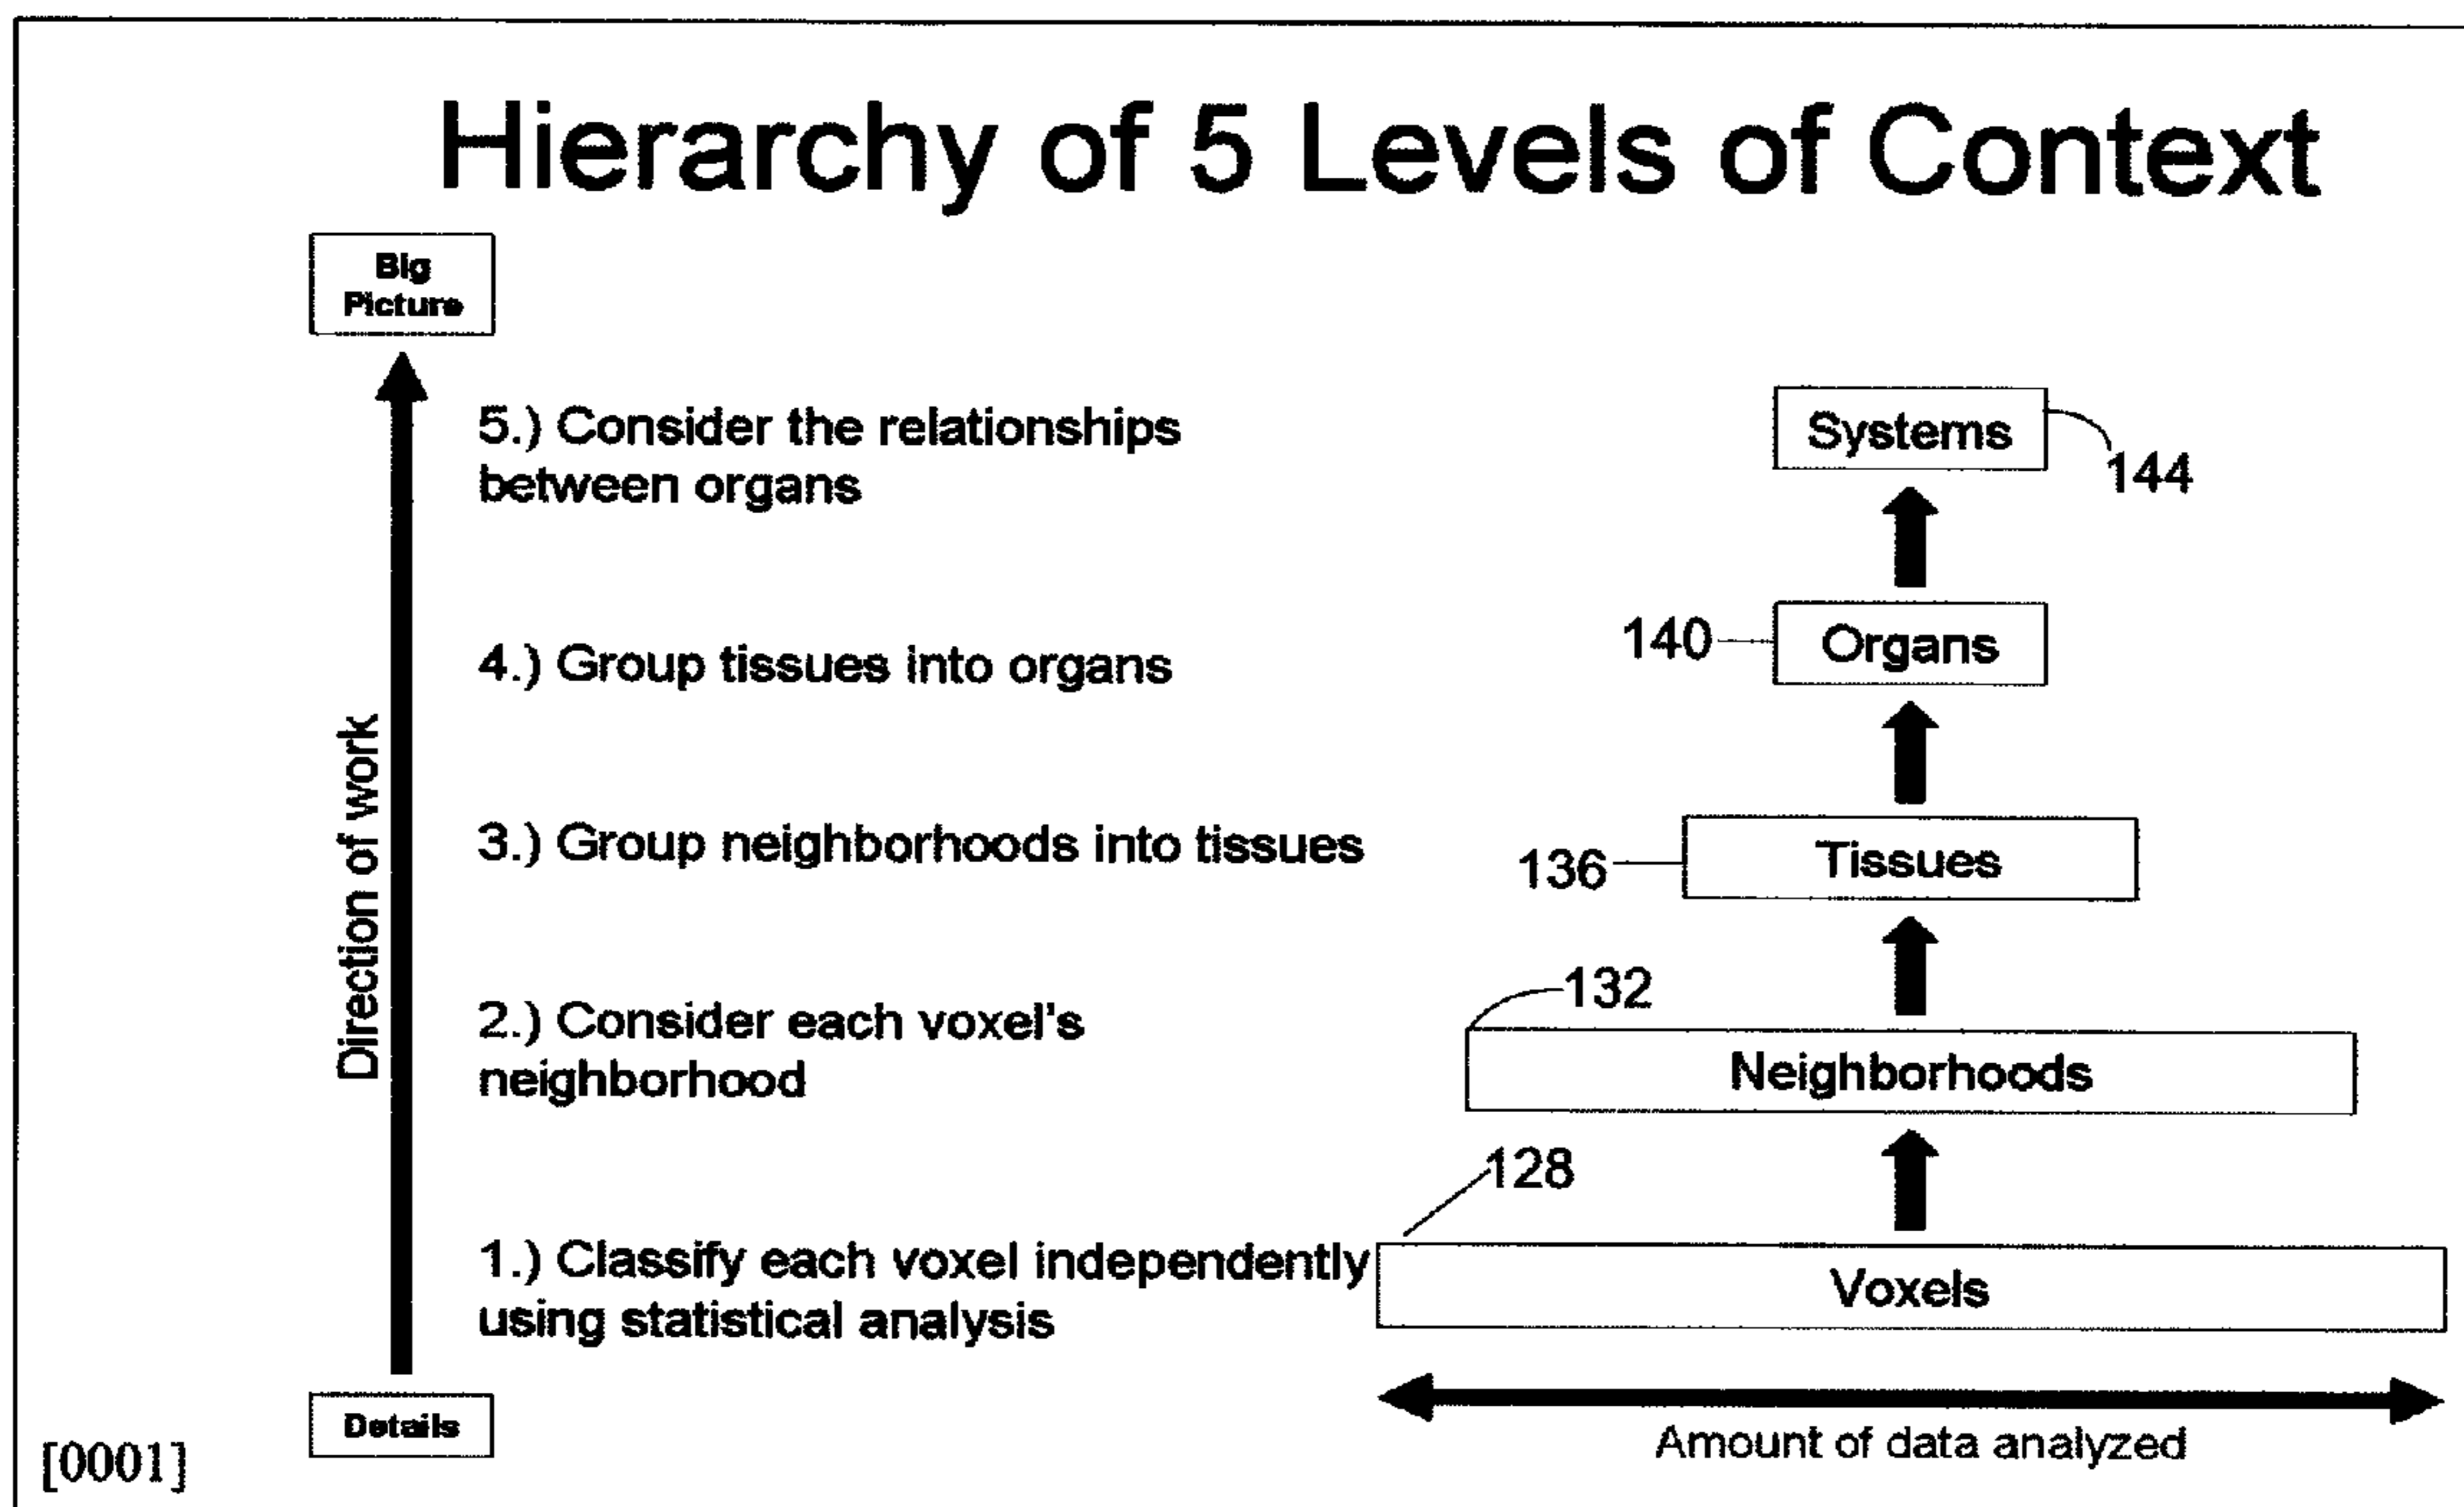 Hierarchy of 5 Levels of Context
Big
Picture
5.) Consider the relationships
between organs
Systems
144
4.) Group tissues into organs
140
Organs
Direction of work
3.) Group neighborhoods into tissues
136
Tissues
2.) Consider each voxel's
neighborhood
132
Neighborhoods
128
1.) Classify each voxel independently
using statistical analysis
Voxels
Details
Amount of data analyzed
[0001]